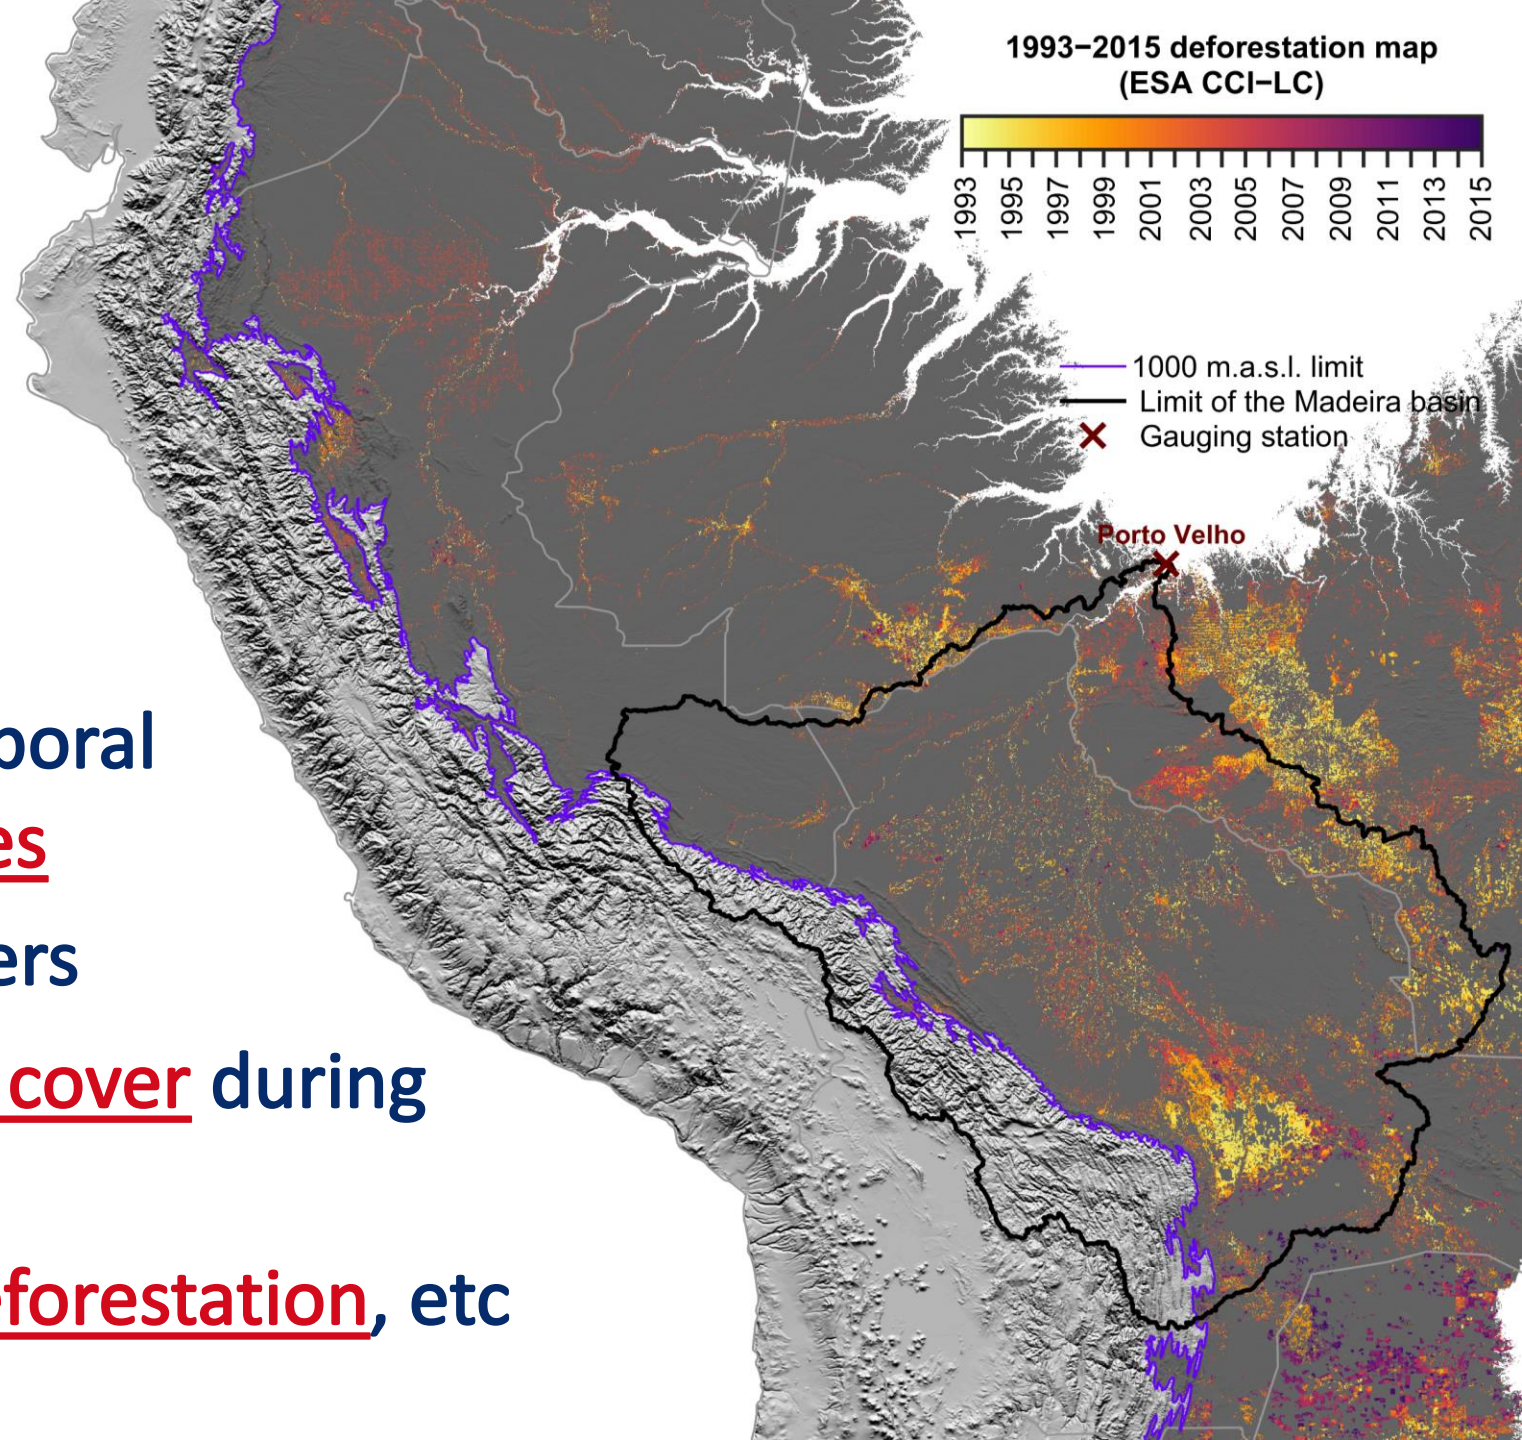 1993−2015 deforestation map
(ESA CCI−LC)
1993 1995 1997 1999 2001 2003 2005 2007 2009 2011 2013 2015
1000 m.a.s.l. limit
Limit of the Madeira basin
Gauging station
Porto Velho
poral
es
ers
cover during
eforestation, etc